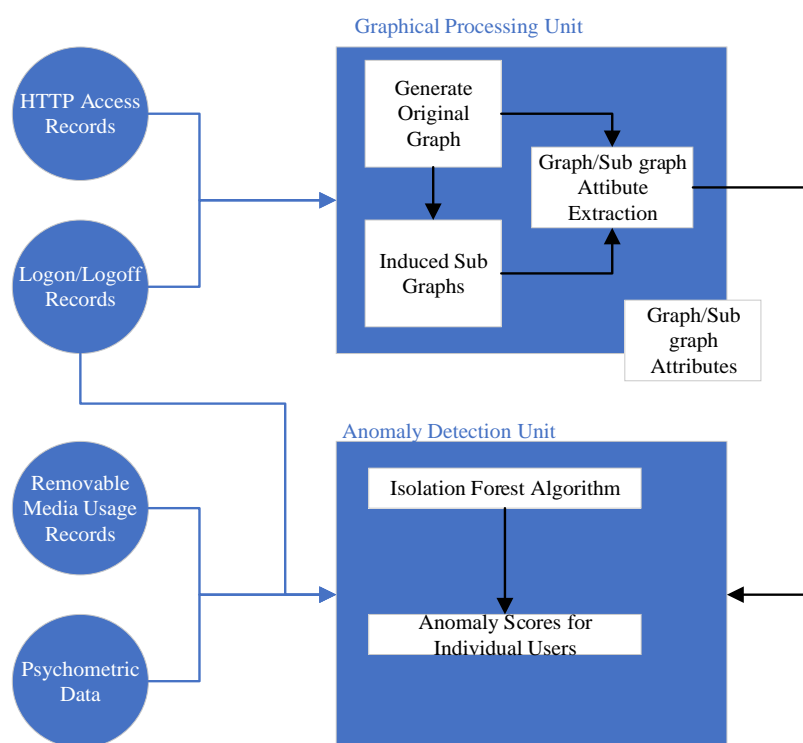 Graphical Processing Unit
HTTP Access
Records
Generate
Original
Graph
Graph/Sub graph
Attibute
Extraction
Logon/Logoff
Records
Induced Sub
Graphs
Graph/Sub
graph
Attributes
Anomaly Detection Unit
Removable
Media Usage
Records
Isolation Forest Algorithm
Anomaly Scores for
Individual Users
Psychometric
Data